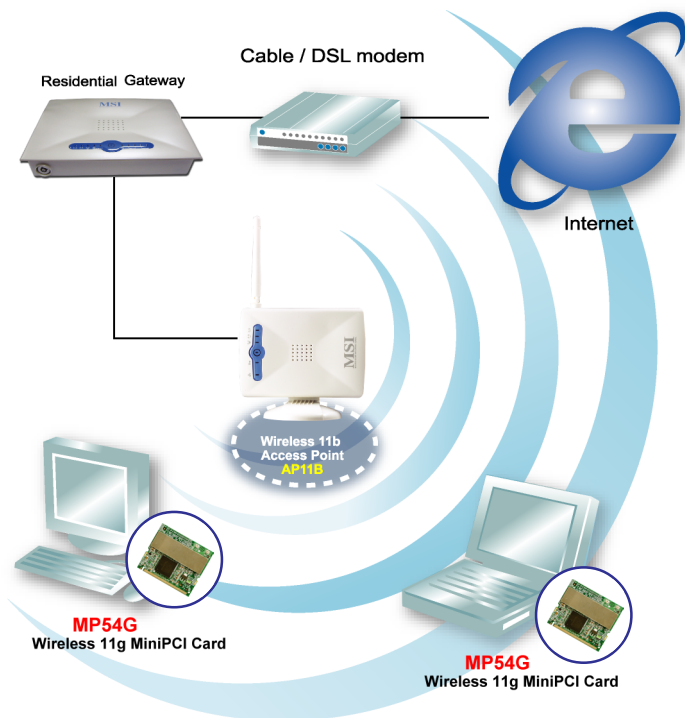 Cable / DSL modem
Residential Gateway
MSI
Internet
MSI
Wireless 11b
Access Point
AP11B
MP54G
Wireless 11g MiniPCI Card
MP54G
Wireless 11g MiniPCI Card